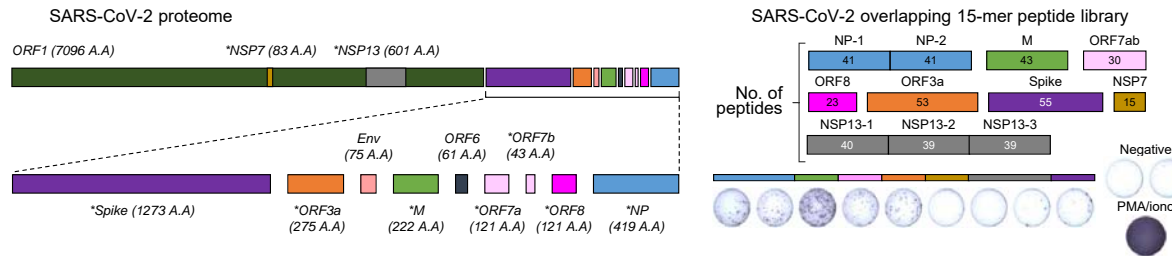 SARS-CoV-2 proteome
ORF1 (7096 A.A)
*NSP7 (83 A.A)
*NSP13 (601 A.A)
Env
(75 A.A)
ORF6
(61 A.A)
*ORF7b
(43 A.A)
*Spike (1273 A.A)
*ORF3a
(275 A.A)
*M
(222 A.A)
*ORF7a
(121 A.A)
*ORF8
(121 A.A)
*NP
(419 A.A)
SARS-CoV-2 overlapping 15-mer peptide library
No. of
peptides
NP-1
NP-2
M
ORF7ab
41
41
43
30
ORF8
ORF3a
Spike
NSP7
23
53
55
15
NSP13-1
NSP13-2
NSP13-3
40
39
39
Negative
PMA/iono